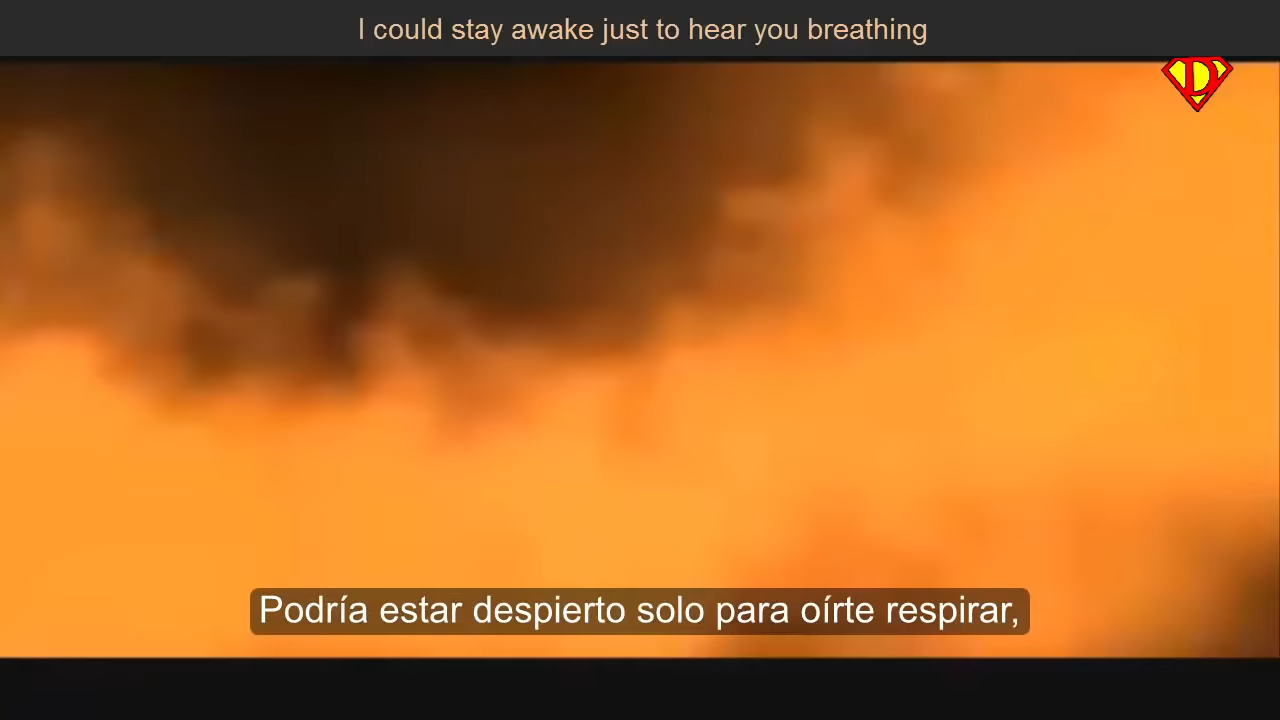 I could stay awake just to hear you breathing
D
Podría estar despierto solo para oírte respirar,